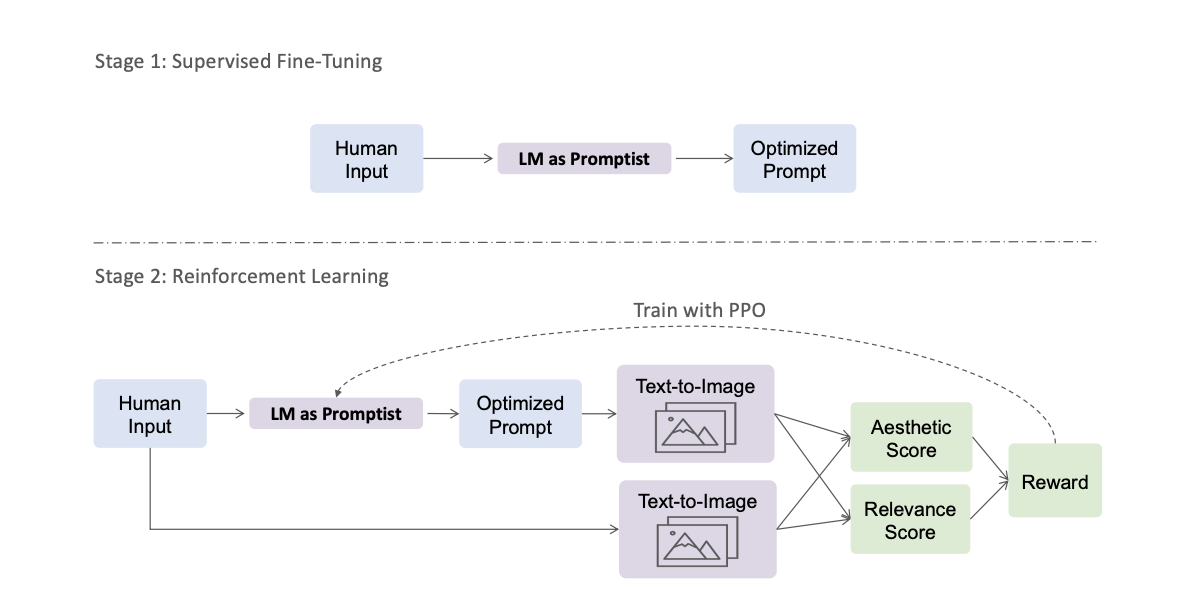 Stage 1: Supervised Fine-Tuning
Human
Input
LM as Promptist
Optimized
Prompt
Stage 2: Reinforcement Learning
Train with PPO
Human
Input
LM as Promptist
Optimized
Prompt
Text-to-Image
Text-to-Image
Aesthetic
Score
Relevance
Score
Reward